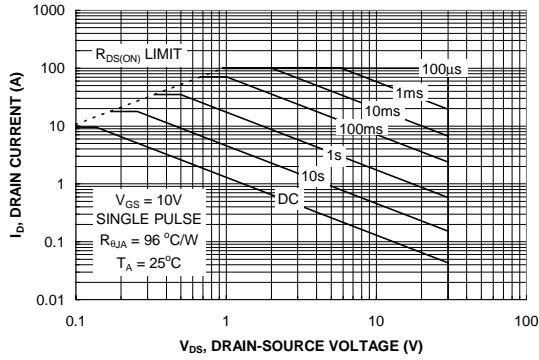 1000
100
10
1
0.1
0.01
I_D, DRAIN CURRENT (A)
R_DS(ON) LIMIT
100μs
1ms
10ms
100ms
1s
10s
DC
V_GS = 10V
SINGLE PULSE
R_θJA = 96 °C/W
T_A = 25°C
0.1
1
10
100
V_DS, DRAIN-SOURCE VOLTAGE (V)